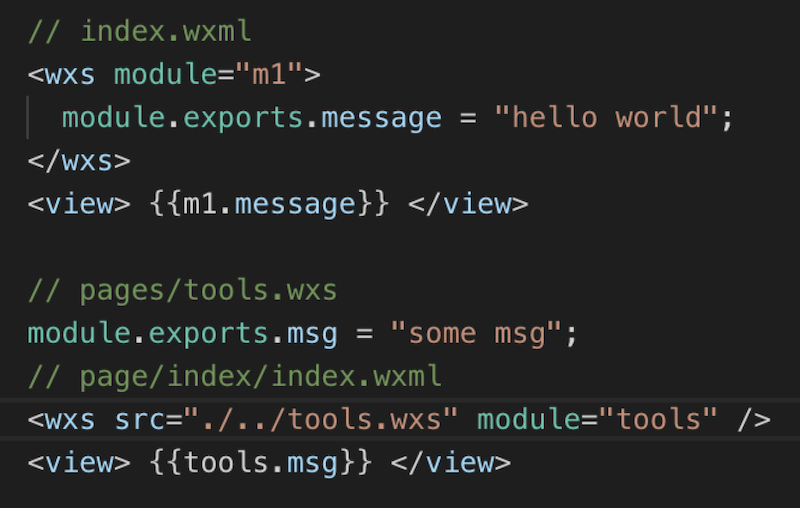 // index.wxml
<wxs module="m1">
  module.exports.message = "hello world";
</wxs>
<view> {{m1.message}} </view>

// pages/tools.wxs
module.exports.msg = "some msg";
// page/index/index.wxml
<wxs src="./../tools.wxs" module="tools" />
<view> {{tools.msg}} </view>